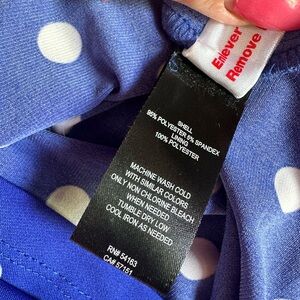 Enlever
Remove
SHELL
95% POLYESTER 5% SPANDEX
LINING
100% POLYESTER
MACHINE WASH COLD
WITH SIMILAR COLORS
ONLY NON CHLORINE BLEACH
WHEN NEEDED
TUMBLE DRY LOW
COOL IRON AS NEEDED
RN# 54163
CA# 57151